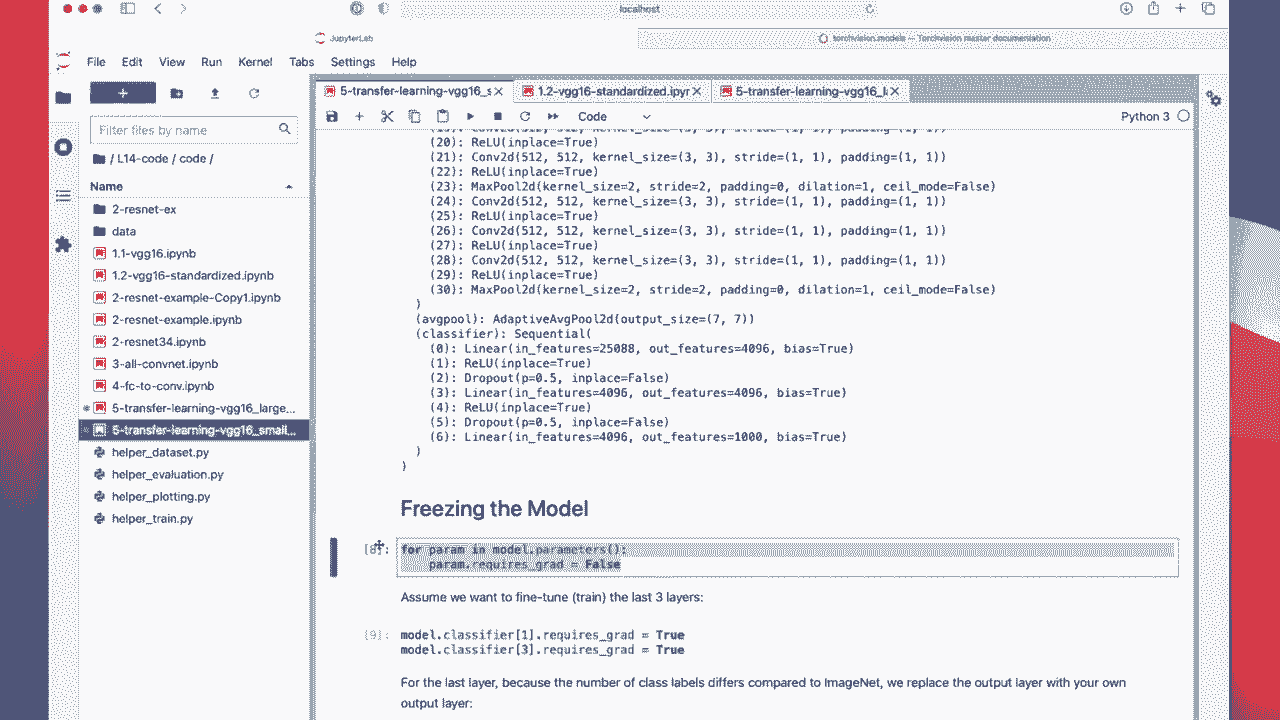 localhost
JupyterLab
torchvision.models — Torchvision master documentation
File Edit View Run Kernel Tabs Settings Help
5-transfer-learning-vgg16_s
1.2-vgg16-standardized.ipyr
5-transfer-learning-vgg16_l
Code
Python 3
Filter files by name
/ L14-code / code /
Name
2-resnet-ex
data
1.1-vgg16.ipynb
1.2-vgg16-standardized.ipynb
2-resnet-example-Copy1.ipynb
2-resnet-example.ipynb
2-resnet34.ipynb
3-all-convnet.ipynb
4-fc-to-conv.ipynb
5-transfer-learning-vgg16_large...
5-transfer-learning-vgg16_small...
helper_dataset.py
helper_evaluation.py
helper_plotting.py
helper_train.py
(19): Conv2d(512, 512, kernel_size=(3, 3), stride=(1, 1), padding=(1, 1))
(20): ReLU(inplace=True)
(21): Conv2d(512, 512, kernel_size=(3, 3), stride=(1, 1), padding=(1, 1))
(22): ReLU(inplace=True)
(23): MaxPool2d(kernel_size=2, stride=2, padding=0, dilation=1, ceil_mode=False)
(24): Conv2d(512, 512, kernel_size=(3, 3), stride=(1, 1), padding=(1, 1))
(25): ReLU(inplace=True)
(26): Conv2d(512, 512, kernel_size=(3, 3), stride=(1, 1), padding=(1, 1))
(27): ReLU(inplace=True)
(28): Conv2d(512, 512, kernel_size=(3, 3), stride=(1, 1), padding=(1, 1))
(29): ReLU(inplace=True)
(30): MaxPool2d(kernel_size=2, stride=2, padding=0, dilation=1, ceil_mode=False)
)
(avgpool): AdaptiveAvgPool2d(output_size=(7, 7))
(classifier): Sequential(
(0): Linear(in_features=25088, out_features=4096, bias=True)
(1): ReLU(inplace=True)
(2): Dropout(p=0.5, inplace=False)
(3): Linear(in_features=4096, out_features=4096, bias=True)
(4): ReLU(inplace=True)
(5): Dropout(p=0.5, inplace=False)
(6): Linear(in_features=4096, out_features=1000, bias=True)
)
)
Freezing the Model
[8]: for param in model.parameters():
param.requires_grad = False
Assume we want to fine-tune (train) the last 3 layers:
[9]: model.classifier[1].requires_grad = True
model.classifier[3].requires_grad = True
For the last layer, because the number of class labels differs compared to ImageNet, we replace the output layer with your own
output layer: